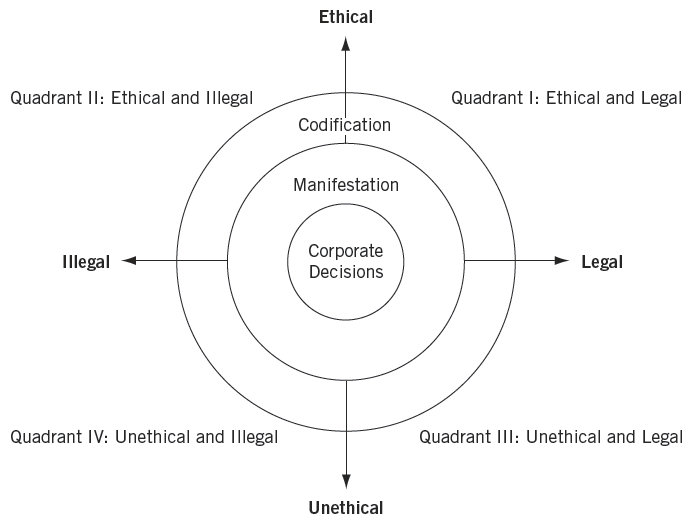 Ethical
Quadrant II: Ethical and Illegal
Quadrant I: Ethical and Legal
Codification
Manifestation
Corporate
Decisions
Illegal
Legal
Quadrant IV: Unethical and Illegal
Quadrant III: Unethical and Legal
Unethical